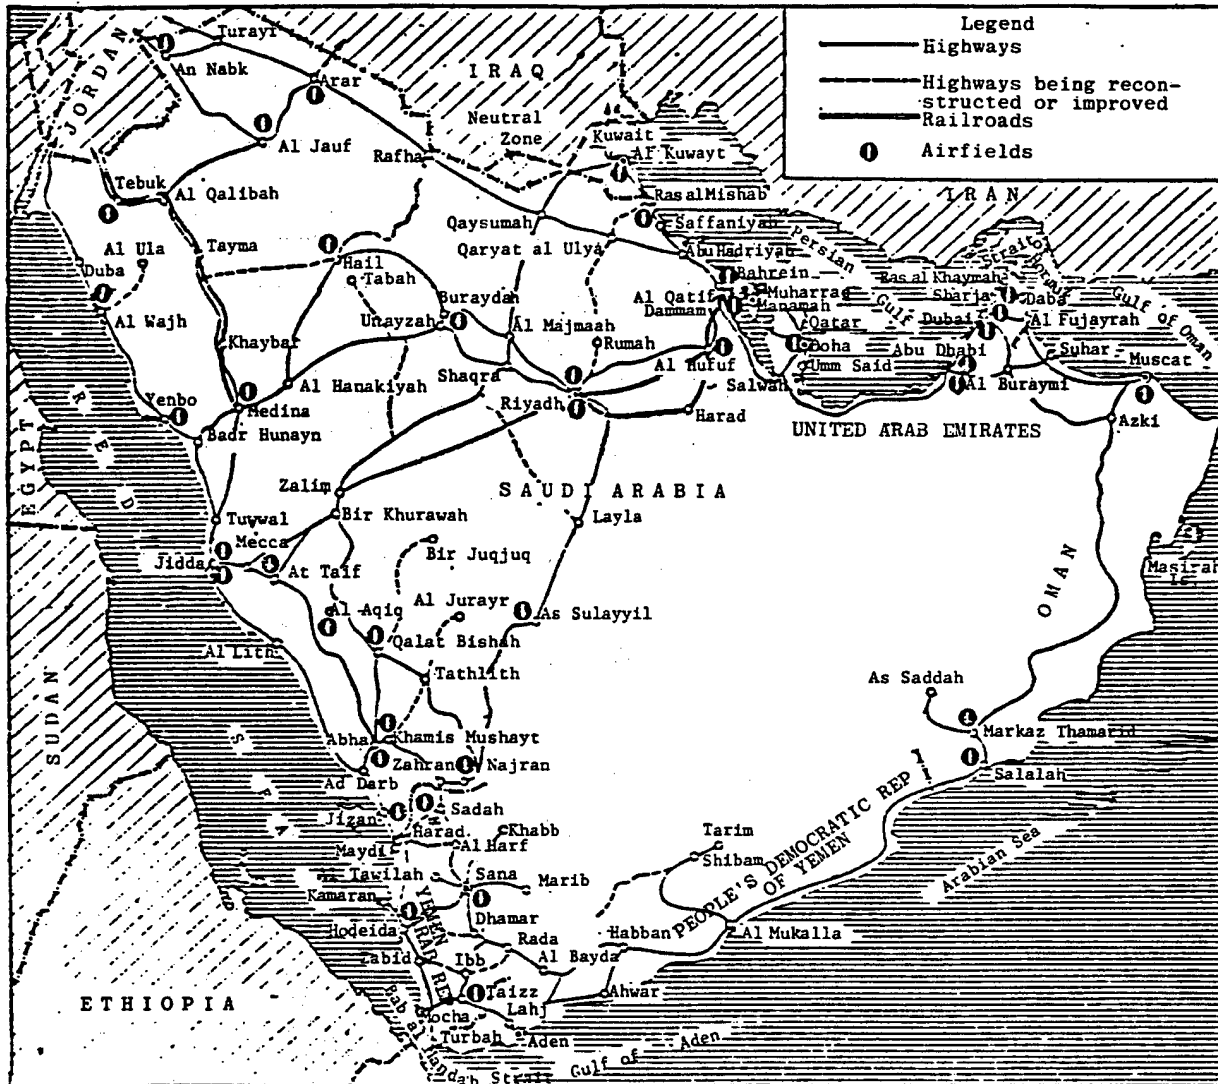 Legend
Highways
Highways being recon-
structed or improved
Railroads
Airfields
JORDAN
IRAQ
IRAN
Turayf
An Nabk
Arar
Neutral
Zone
Kuwait
Al Kuwayt
Al Jauf
Rafha
Tebuk
Al Qalibah
Ras al Mishab
Saffaniyah
Qaysumah
Al Ula
Tayma
Qaryat al Ulya
Abu Hadriyah
Persian
Gulf
Strait of
Hormuz
Duba
Hail
Tabah
Bahrein
Ras al Khaymah
Gulf of Oman
Buraydah
Al Qatif
Muharraq
Sharja
Daba
Al Wajh
Unayzah
Al Majmaah
Dammam
Manamah
Qatar
Dubai
Al Fujayrah
Khaybar
Rumah
Doha
Abu Dhabi
Suhar
Al Hanakiyah
Shaqra
Al Hufuf
Umm Said
Muscat
Salwah
Al Buraymi
Yenbo
Medina
Riyadh
Harad
Badr Hunayn
UNITED ARAB EMIRATES
Azki
EGYPT
RED
SEA
Zalim
SAUDI ARABIA
Tuwwal
Bir Khurawah
Layla
Mecca
Jidda
Bir Juqjuq
At Taif
Masirah
Is.
OMAN
Al Aqiq
Al Jurayr
As Sulayyil
Qalat Bishah
Al Lith
Tathlith
SUDAN
As Saddah
Abha
Khamis Mushayt
Markaz Thamarid
Zahran
Najran
Ad Darb
Salalah
Jizan
Sadah
Harad
Khabb
Maydi
Al Harf
Tarim
Shibam
PEOPLE'S DEMOCRATIC REP
OF YEMEN
Arabian Sea
At Tawilah
Sana
Marib
Kamaran
YEMEN
ARAB REP
Dhamar
Hodeida
Rada
Habban
Al Mukalla
Zabid
Ibb
Al Bayda
ETHIOPIA
Taizz
Ahwar
Lahj
Turbah
Aden
Bab al Mandab Strait
Gulf of Aden